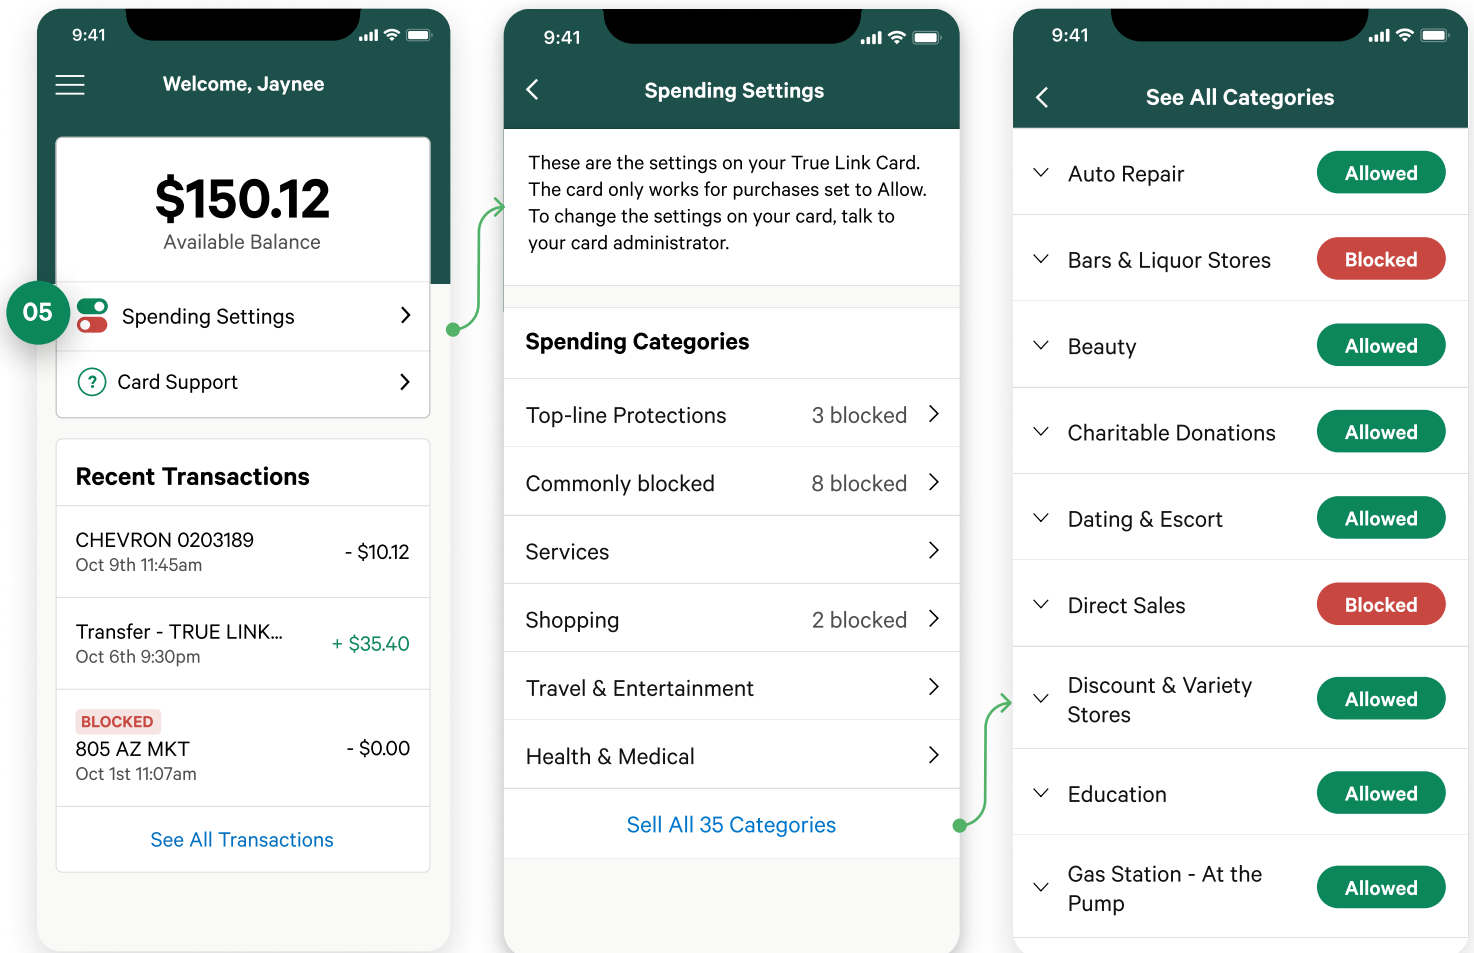 9:41
Welcome, Jaynee
$150.12
Available Balance
05
Spending Settings
? Card Support
Recent Transactions
CHEVRON 0203189
- $10.12
Oct 9th 11:45am
Transfer - TRUE LINK...
+ $35.40
Oct 6th 9:30pm
BLOCKED
805 AZ MKT
- $0.00
Oct 1st 11:07am
See All Transactions
9:41
Spending Settings
These are the settings on your True Link Card.
The card only works for purchases set to Allow.
To change the settings on your card, talk to
your card administrator.
Spending Categories
Top-line Protections 3 blocked
Commonly blocked 8 blocked
Services
Shopping 2 blocked
Travel & Entertainment
Health & Medical
Sell All 35 Categories
9:41
See All Categories
Auto Repair Allowed
Bars & Liquor Stores Blocked
Beauty Allowed
Charitable Donations Allowed
Dating & Escort Allowed
Direct Sales Blocked
Discount & Variety
Stores
Allowed
Education Allowed
Gas Station - At the
Pump
Allowed